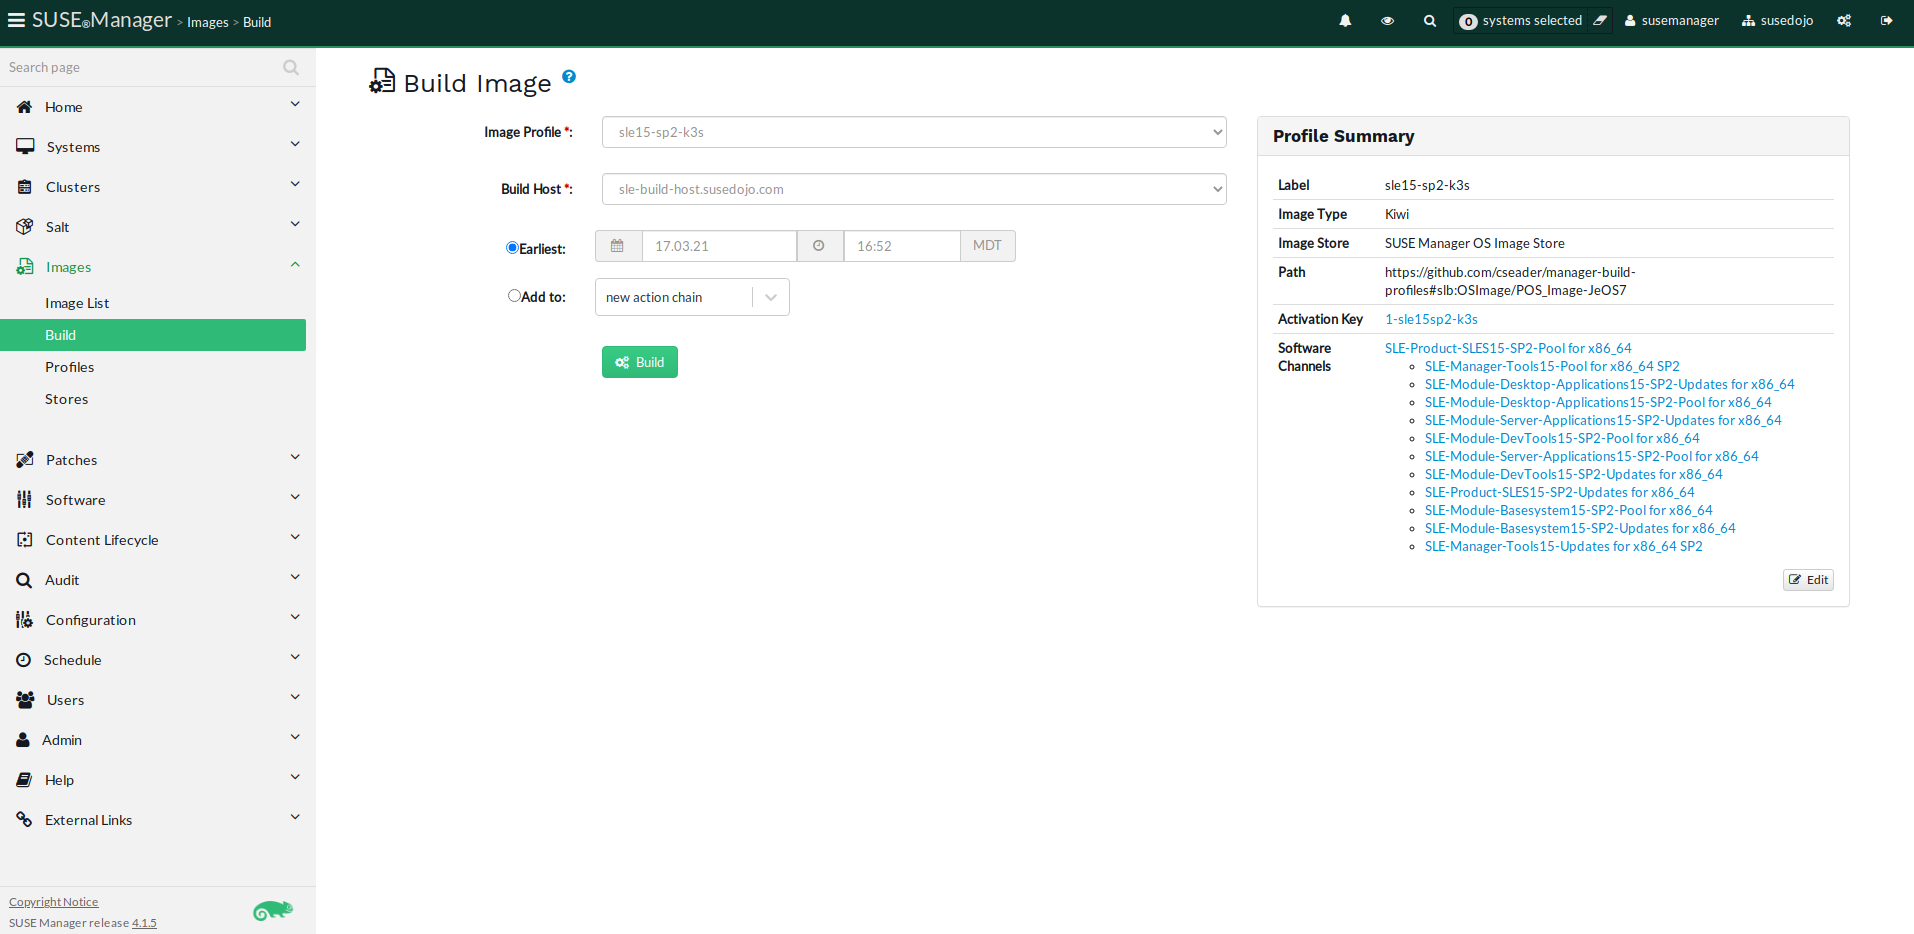 SUSE®Manager > Images > Build
0 systems selected susemanager susedojo
Search page
Home
Systems
Clusters
Salt
Images
Image List
Build
Profiles
Stores
Patches
Software
Content Lifecycle
Audit
Configuration
Schedule
Users
Admin
Help
External Links
Copyright Notice
SUSE Manager release 4.1.5
Build Image ?
Image Profile *: sle15-sp2-k3s
Build Host *: sle-build-host.susedojo.com
Earliest: 17.03.21 16:52 MDT
Add to: new action chain
Build
Profile Summary
Label sle15-sp2-k3s
Image Type Kiwi
Image Store SUSE Manager OS Image Store
Path https://github.com/cseader/manager-build-
profiles#slb:OSImage/POS_Image-JeOS7
Activation Key 1-sle15sp2-k3s
Software SLE-Product-SLES15-SP2-Pool for x86_64
Channels SLE-Manager-Tools15-Pool for x86_64 SP2
SLE-Module-Desktop-Applications15-SP2-Updates for x86_64
SLE-Module-Desktop-Applications15-SP2-Pool for x86_64
SLE-Module-Server-Applications15-SP2-Updates for x86_64
SLE-Module-DevTools15-SP2-Pool for x86_64
SLE-Module-Server-Applications15-SP2-Pool for x86_64
SLE-Module-DevTools15-SP2-Updates for x86_64
SLE-Product-SLES15-SP2-Updates for x86_64
SLE-Module-Basesystem15-SP2-Pool for x86_64
SLE-Module-Basesystem15-SP2-Updates for x86_64
SLE-Manager-Tools15-Updates for x86_64 SP2
Edit